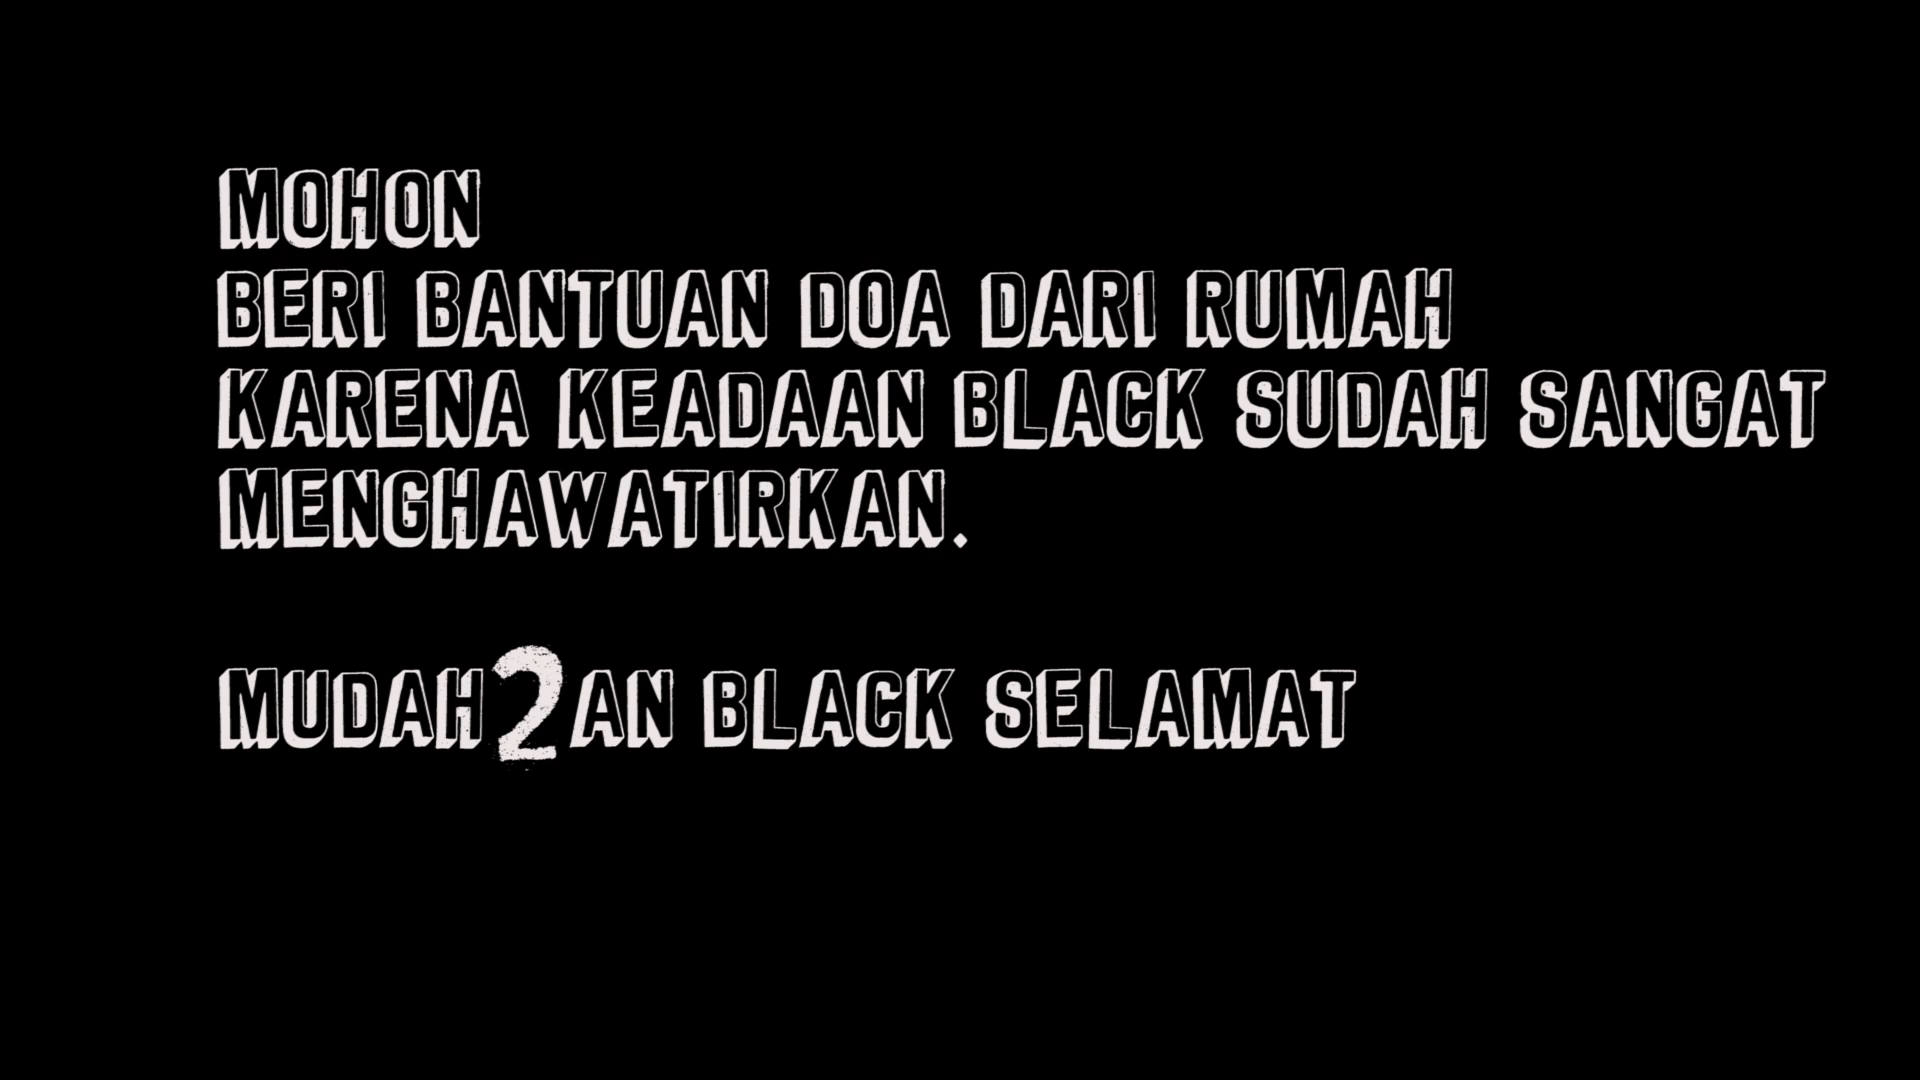 MOHON
BERI BANTUAN DOA DARI RUMAH
KARENA KEADAAN BLACK SUDAH SANGAT
MENGHAWATIRKAN.
MUDAH2AN BLACK SELAMAT